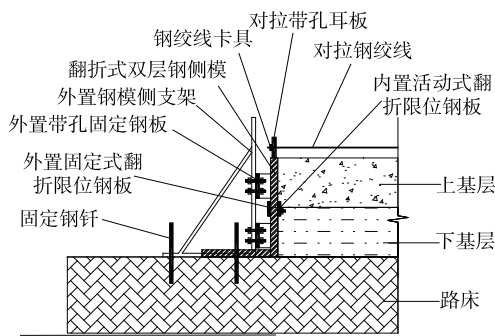 对拉带孔耳板
钢绞线卡具
对拉钢绞线
翻折式双层钢侧模
内置活动式翻
折限位钢板
外置钢模侧支架
外置带孔固定钢板
外置固定式翻
折限位钢板
固定钢钎
上基层
下基层
路床